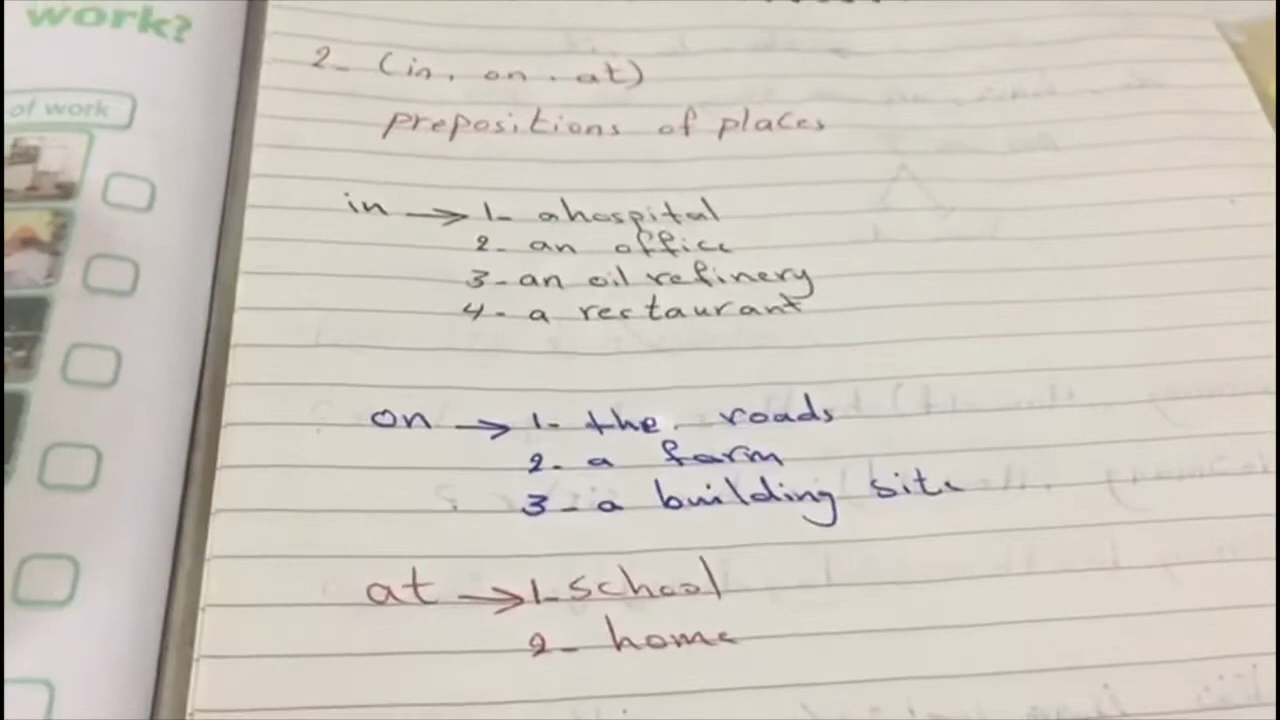 work?
of work
2- (in, on, at)
prepositions of places
in → 1- a hospital
2- an office
3- an oil refinery
4- a restaurant
on → 1- the roads
2- a farm
3- a building site
at → 1- school
2- home